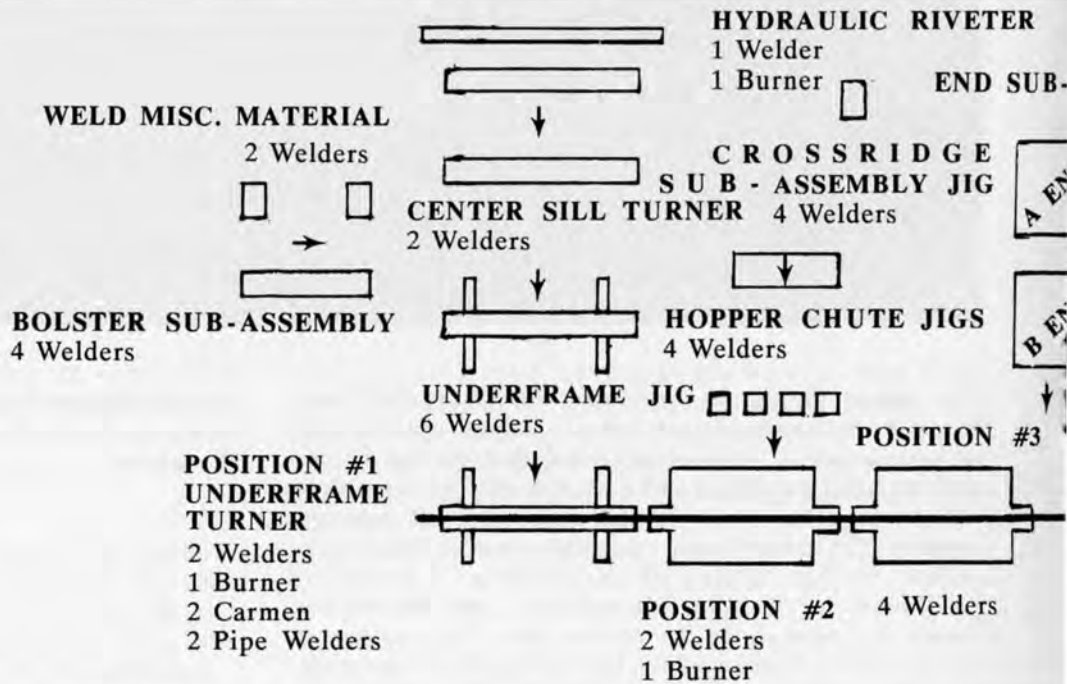 HYDRAULIC RIVETER
1 Welder
1 Burner
END SUB-
WELD MISC. MATERIAL
2 Welders
CROSSRIDGE
SUB-ASSEMBLY JIG
4 Welders
A EN
CENTER SILL TURNER
2 Welders
BOLSTER SUB-ASSEMBLY
4 Welders
HOPPER CHUTE JIGS
4 Welders
B EN
UNDERFRAME JIG
6 Welders
POSITION #3
4 Welders
POSITION #1
UNDERFRAME
TURNER
2 Welders
1 Burner
2 Carmen
2 Pipe Welders
POSITION #2
2 Welders
1 Burner